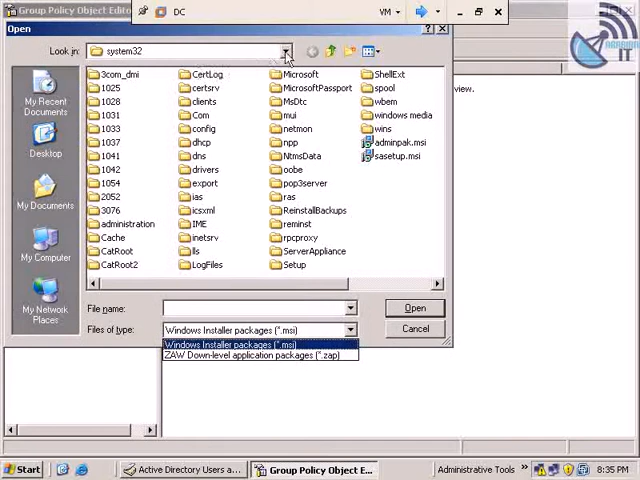 Group Policy Object Edito
DC
VM
Open
Look in:
system32
ARABIAN
IT
My Recent
Documents
Desktop
My Documents
My Computer
My Network
Places
3com_dmi
1025
1028
1031
1033
1037
1041
1042
1054
2052
3076
administration
Cache
CatRoot
CatRoot2
CertLog
certsrv
clients
Com
config
dhcp
dns
drivers
export
ias
icsxml
IME
inetsrv
lls
LogFiles
Microsoft
MicrosoftPassport
MsDtc
mui
netmon
npp
NtmsData
oobe
pop3server
ras
ReinstallBackups
reminst
rpcproxy
ServerAppliance
Setup
ShellExt
spool
wbem
windows media
wins
adminpak.msi
sasetup.msi
view.
File name:
Open
Files of type:
Windows Installer packages (*.msi)
Cancel
Windows Installer packages (*.msi)
ZAW Down-level application packages (*.zap)
Start
Active Directory Users a...
Group Policy Object E...
Administrative Tools
8:35 PM